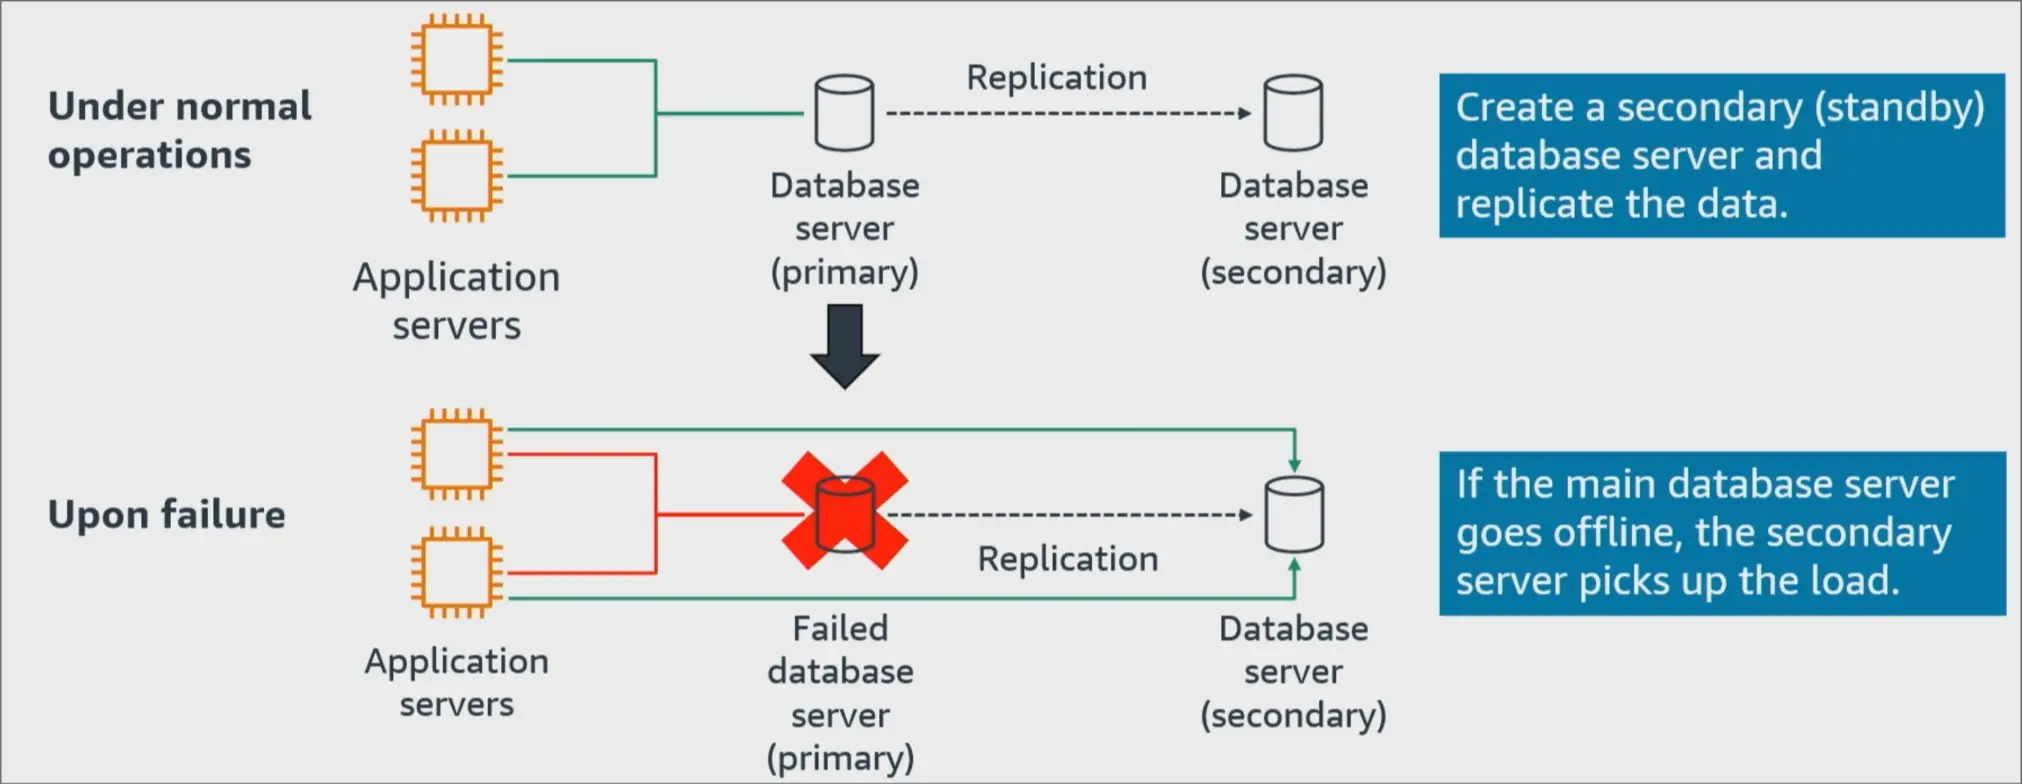 Under normal
operations
Application
servers
Database
server
(primary)
Replication
Database
server
(secondary)
Create a secondary (standby)
database server and
replicate the data.
Upon failure
Application
servers
Failed
database
server
(primary)
Replication
Database
server
(secondary)
If the main database server
goes offline, the secondary
server picks up the load.